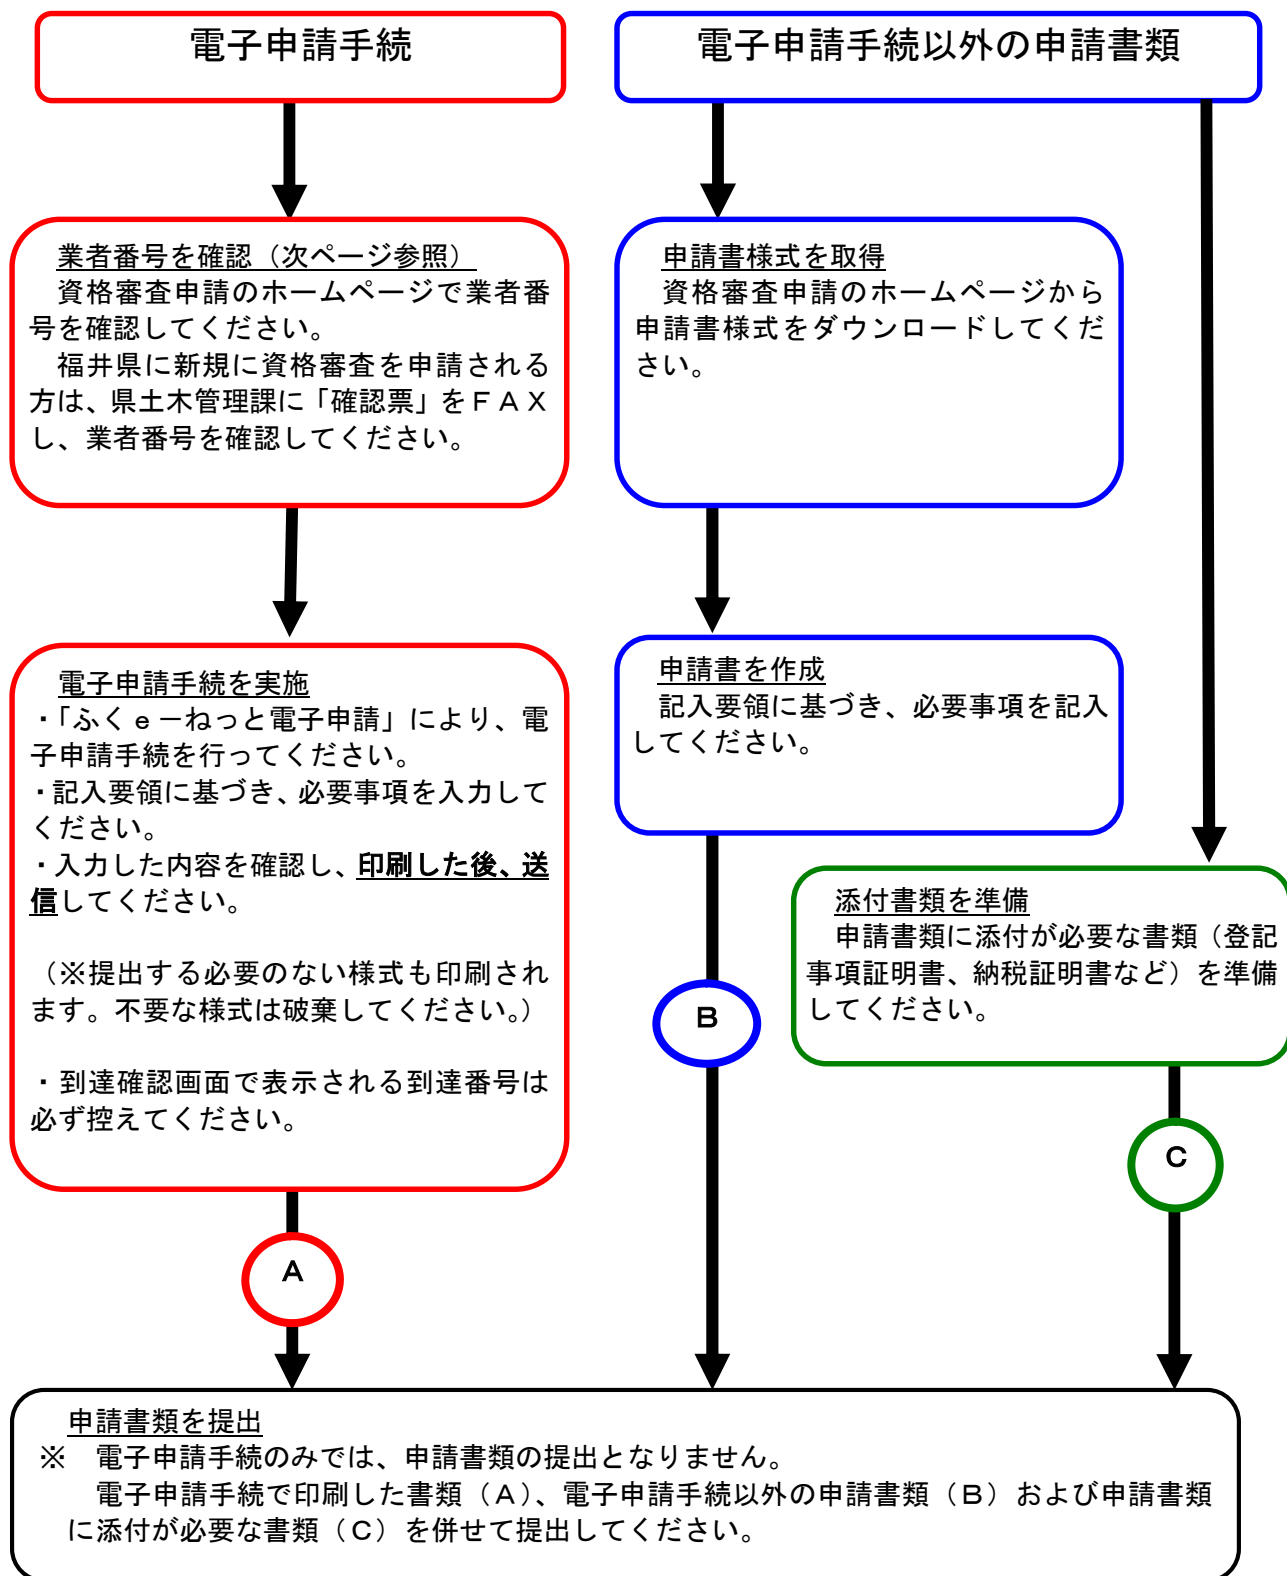 電子申請手続
電子申請手続以外の申請書類
業者番号を確認（次ページ参照）
資格審査申請のホームページで業者番
号を確認してください。
福井県に新規に資格審査を申請される
方は、県土木管理課に「確認票」をＦＡＸ
し、業者番号を確認してください。
申請書様式を取得
資格審査申請のホームページから
申請書様式をダウンロードしてくだ
さい。
電子申請手続を実施
・「ふくｅ－ねっと電子申請」により、電
子申請手続を行ってください。
・記入要領に基づき、必要事項を入力して
ください。
・入力した内容を確認し、印刷した後、送
信してください。
（※提出する必要のない様式も印刷され
ます。不要な様式は破棄してください。）
・到達確認画面で表示される到達番号は
必ず控えてください。
申請書を作成
記入要領に基づき、必要事項を記入
してください。
添付書類を準備
申請書類に添付が必要な書類（登記
事項証明書、納税証明書など）を準備
してください。
Ｂ
Ｃ
Ａ
申請書類を提出
※　電子申請手続のみでは、申請書類の提出となりません。
電子申請手続で印刷した書類（Ａ）、電子申請手続以外の申請書類（Ｂ）および申請書類
に添付が必要な書類（Ｃ）を併せて提出してください。